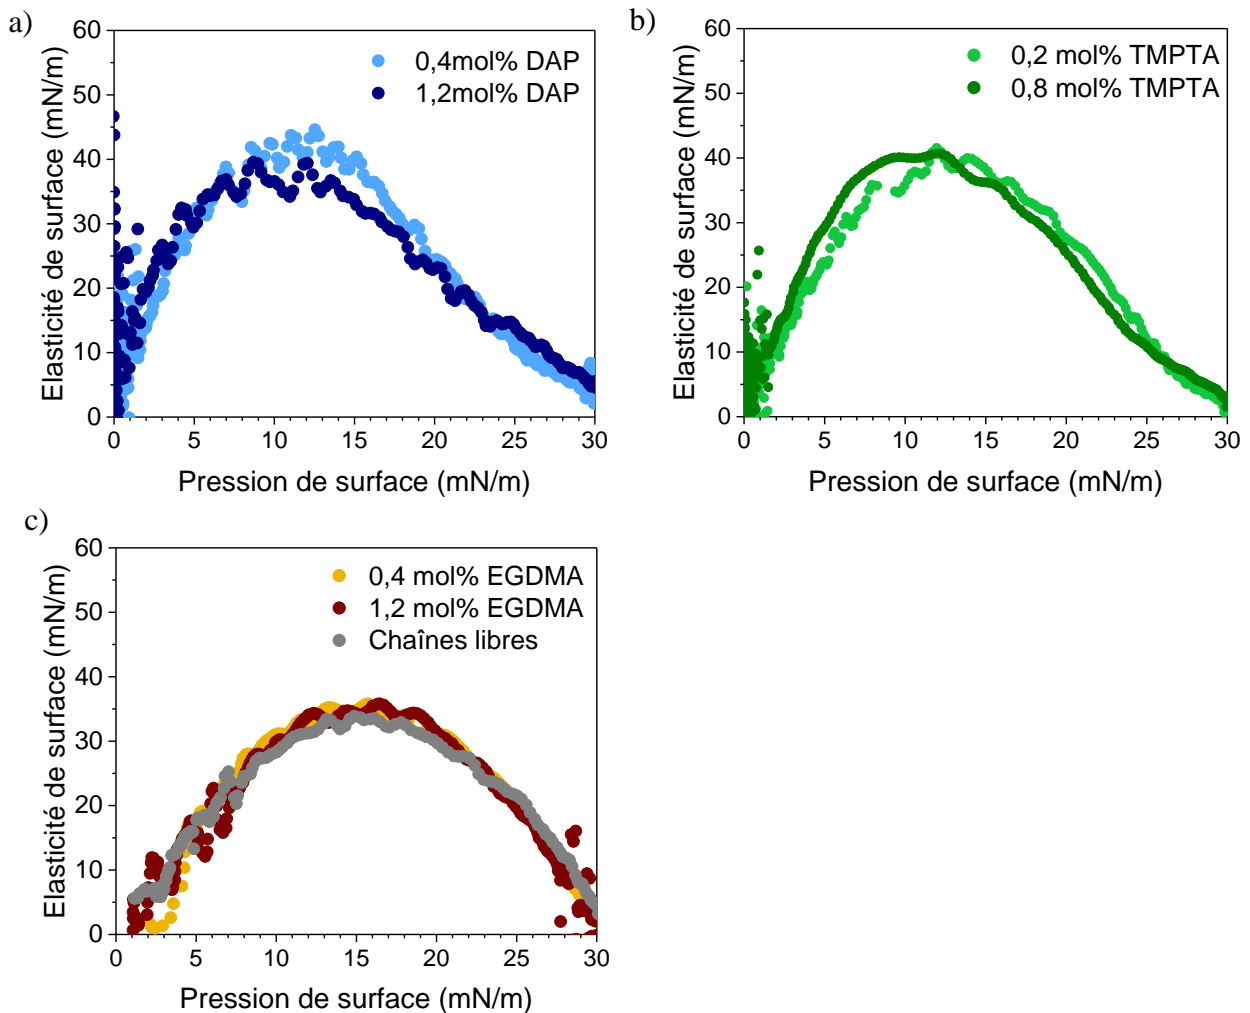 a)
Elasticité de surface (mN/m)
60
50
40
30
20
10
0
0,4mol% DAP
1,2mol% DAP
0 5 10 15 20 25 30
Pression de surface (mN/m)
b)
Elasticité de surface (mN/m)
60
50
40
30
20
10
0
0,2 mol% TMPTA
0,8 mol% TMPTA
0 5 10 15 20 25 30
Pression de surface (mN/m)
c)
Elasticité de surface (mN/m)
60
50
40
30
20
10
0
0,4 mol% EGDMA
1,2 mol% EGDMA
Chaînes libres
0 5 10 15 20 25 30
Pression de surface (mN/m)